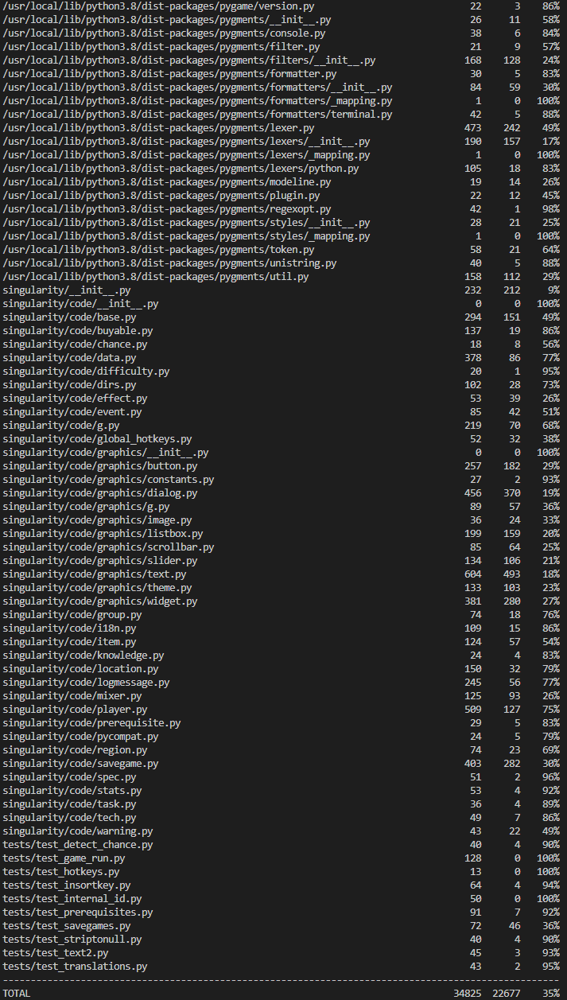 /usr/local/lib/python3.8/dist-packages/pygame/version.py 22 3 86%
/usr/local/lib/python3.8/dist-packages/pygments/__init__.py 26 11 58%
/usr/local/lib/python3.8/dist-packages/pygments/console.py 38 6 84%
/usr/local/lib/python3.8/dist-packages/pygments/filter.py 21 9 57%
/usr/local/lib/python3.8/dist-packages/pygments/filters/__init__.py 168 128 24%
/usr/local/lib/python3.8/dist-packages/pygments/formatter.py 30 5 83%
/usr/local/lib/python3.8/dist-packages/pygments/formatters/__init__.py 84 59 30%
/usr/local/lib/python3.8/dist-packages/pygments/formatters/_mapping.py 1 0 100%
/usr/local/lib/python3.8/dist-packages/pygments/formatters/terminal.py 42 5 88%
/usr/local/lib/python3.8/dist-packages/pygments/lexer.py 473 242 49%
/usr/local/lib/python3.8/dist-packages/pygments/lexers/__init__.py 190 157 17%
/usr/local/lib/python3.8/dist-packages/pygments/lexers/_mapping.py 1 0 100%
/usr/local/lib/python3.8/dist-packages/pygments/lexers/python.py 105 18 83%
/usr/local/lib/python3.8/dist-packages/pygments/modeline.py 19 14 26%
/usr/local/lib/python3.8/dist-packages/pygments/plugin.py 22 12 45%
/usr/local/lib/python3.8/dist-packages/pygments/regexopt.py 42 1 98%
/usr/local/lib/python3.8/dist-packages/pygments/styles/__init__.py 28 21 25%
/usr/local/lib/python3.8/dist-packages/pygments/styles/_mapping.py 1 0 100%
/usr/local/lib/python3.8/dist-packages/pygments/token.py 58 21 64%
/usr/local/lib/python3.8/dist-packages/pygments/unistring.py 40 5 88%
/usr/local/lib/python3.8/dist-packages/pygments/util.py 158 112 29%
singularity/__init__.py 232 212 9%
singularity/code/__init__.py 0 0 100%
singularity/code/base.py 294 151 49%
singularity/code/buyable.py 137 19 86%
singularity/code/chance.py 18 8 56%
singularity/code/data.py 378 86 77%
singularity/code/difficulty.py 20 1 95%
singularity/code/dirs.py 102 28 73%
singularity/code/effect.py 53 39 26%
singularity/code/event.py 85 42 51%
singularity/code/g.py 219 70 68%
singularity/code/global_hotkeys.py 52 32 38%
singularity/code/graphics/__init__.py 0 0 100%
singularity/code/graphics/button.py 257 182 29%
singularity/code/graphics/constants.py 27 2 93%
singularity/code/graphics/dialog.py 456 370 19%
singularity/code/graphics/g.py 89 57 36%
singularity/code/graphics/image.py 36 24 33%
singularity/code/graphics/listbox.py 199 159 20%
singularity/code/graphics/scrollbar.py 85 64 25%
singularity/code/graphics/slider.py 134 106 21%
singularity/code/graphics/text.py 604 493 18%
singularity/code/graphics/theme.py 133 103 23%
singularity/code/graphics/widget.py 381 280 27%
singularity/code/group.py 74 18 76%
singularity/code/i18n.py 109 15 86%
singularity/code/item.py 124 57 54%
singularity/code/knowledge.py 24 4 83%
singularity/code/location.py 150 32 79%
singularity/code/logmessage.py 245 56 77%
singularity/code/mixer.py 125 93 26%
singularity/code/player.py 509 127 75%
singularity/code/prerequisite.py 29 5 83%
singularity/code/pycompat.py 24 5 79%
singularity/code/region.py 74 23 69%
singularity/code/savegame.py 403 282 30%
singularity/code/spec.py 51 2 96%
singularity/code/stats.py 53 4 92%
singularity/code/task.py 36 4 89%
singularity/code/tech.py 49 7 86%
singularity/code/warning.py 43 22 49%
tests/test_detect_chance.py 40 4 90%
tests/test_game_run.py 128 0 100%
tests/test_hotkeys.py 13 0 100%
tests/test_insortkey.py 64 4 94%
tests/test_internal_id.py 50 0 100%
tests/test_prerequisites.py 91 7 92%
tests/test_savegames.py 72 46 36%
tests/test_striptonull.py 40 4 90%
tests/test_text2.py 45 3 93%
tests/test_translations.py 43 2 95%
----------------------------------------------------------------------------------------------------
TOTAL 34825 22677 35%